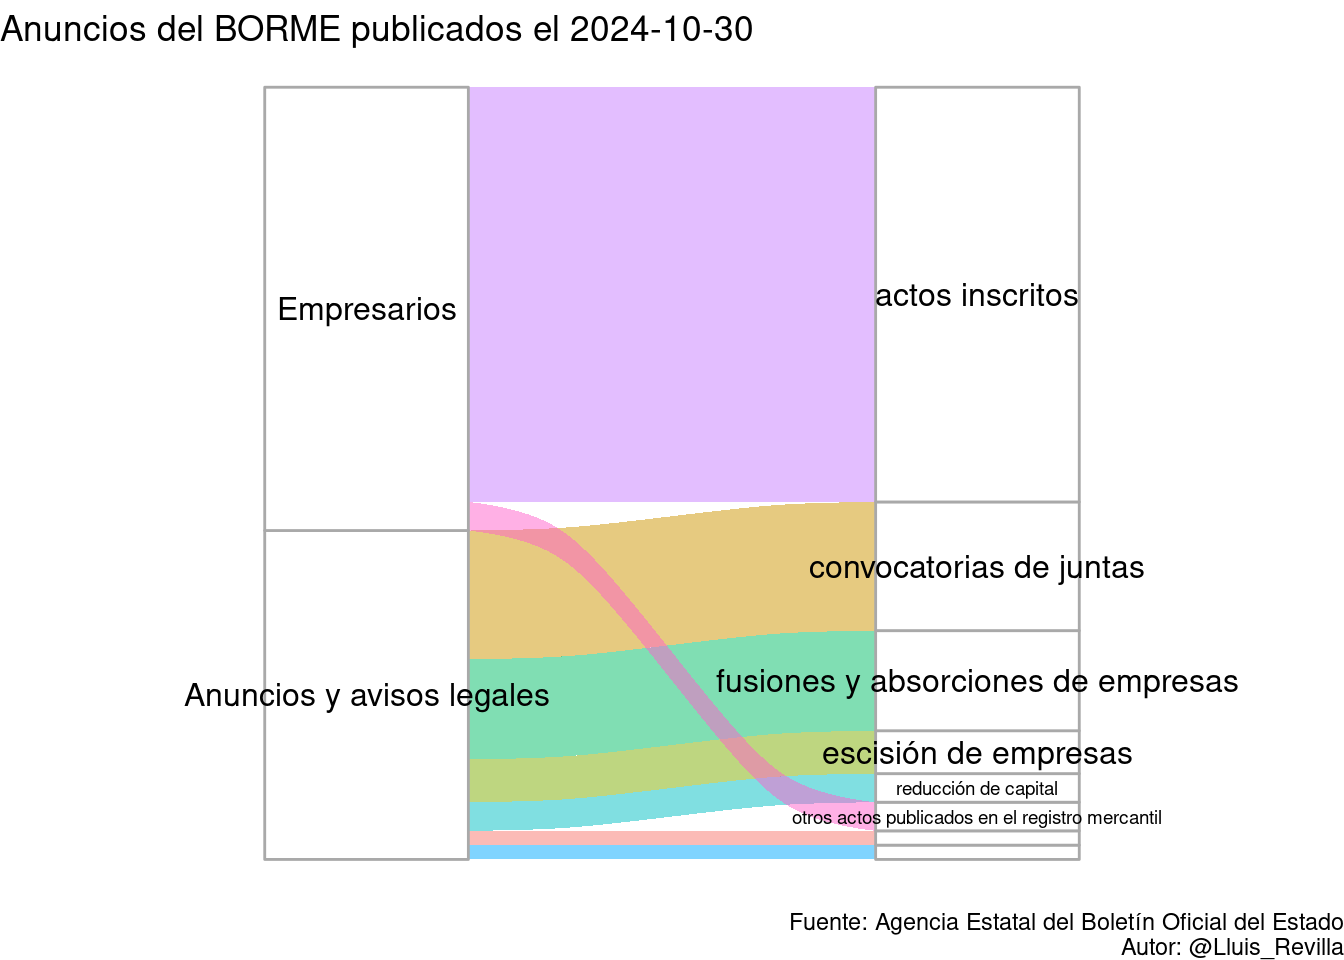 Anuncios del BORME publicados el 2024-10-30
Empresarios
actos inscritos
convocatorias de juntas
fusiones y absorciones de empresas
Anuncios y avisos legales
escisión de empresas
reducción de capital
otros actos publicados en el registro mercantil
Fuente: Agencia Estatal del Boletín Oficial del Estado
Autor: @Lluis_Revilla